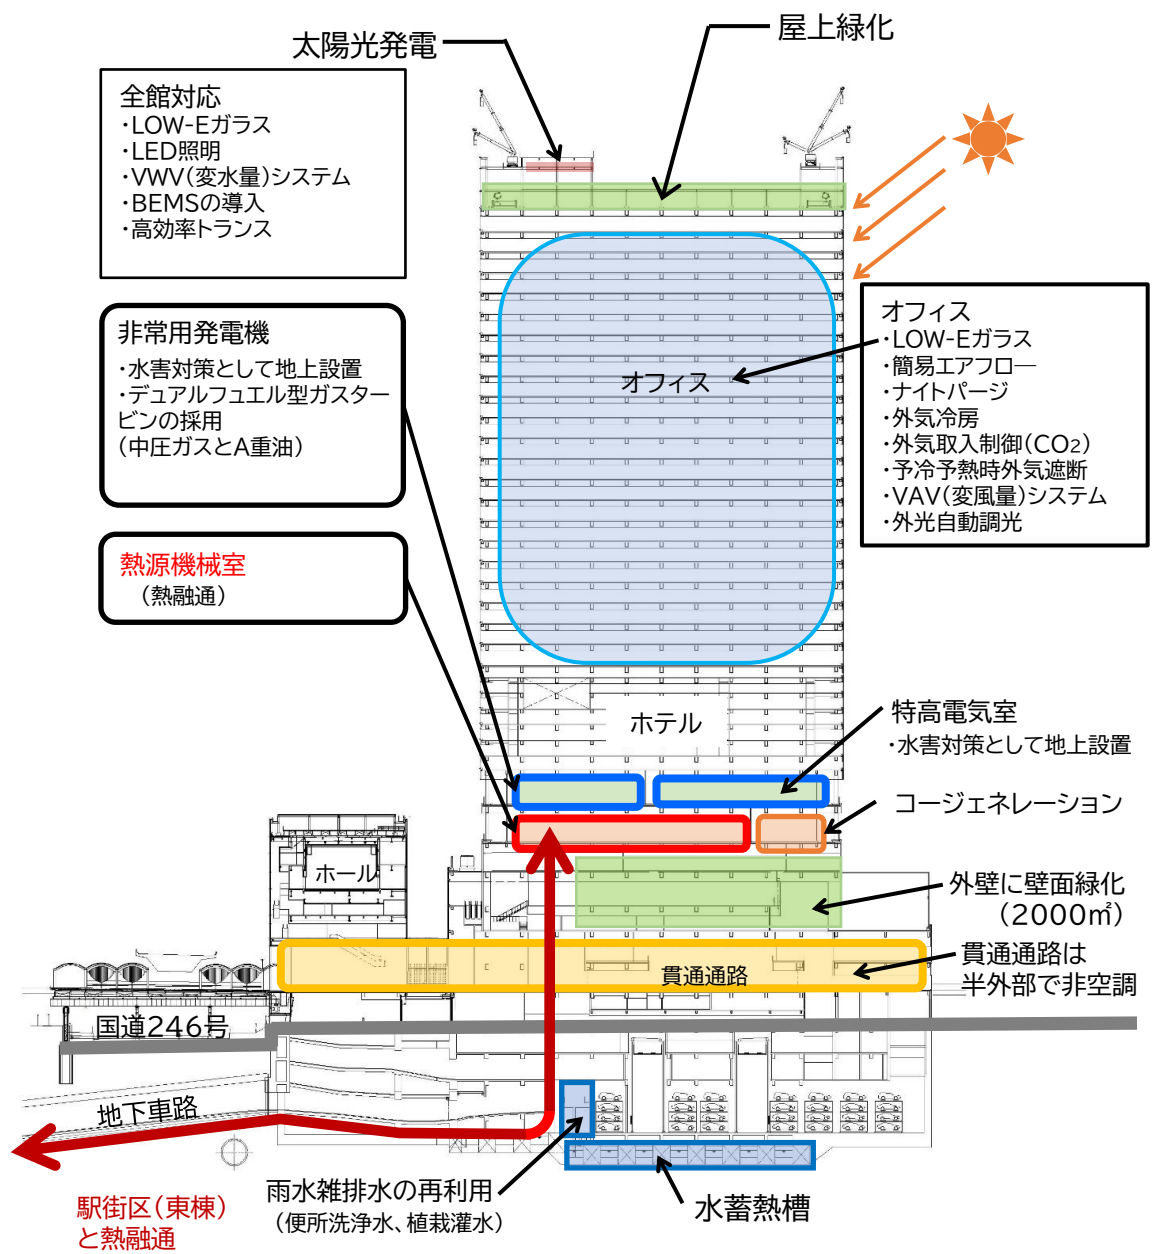 太陽光発電
屋上緑化
全館対応
・LOW-Eガラス
・LED照明
・VWV(変水量)システム
・BEMSの導入
・高効率トランス
非常用発電機
・水害対策として地上設置
・デュアルフュエル型ガスター
ビンの採用
(中圧ガスとA重油)
熱源機械室
(熱融通)
オフィス
オフィス
・LOW-Eガラス
・簡易エアフロー
・ナイトパージ
・外気冷房
・外気取入制御(CO2)
・予冷予熱時外気遮断
・VAV(変風量)システム
・外光自動調光
ホテル
特高電気室
・水害対策として地上設置
コージェネレーション
ホール
外壁に壁面緑化
(2000㎡)
貫通通路
貫通通路は
半外部で非空調
国道246号
地下車路
駅街区(東棟)
と熱融通
雨水雑排水の再利用
(便所洗浄水、植栽灌水)
水蓄熱槽